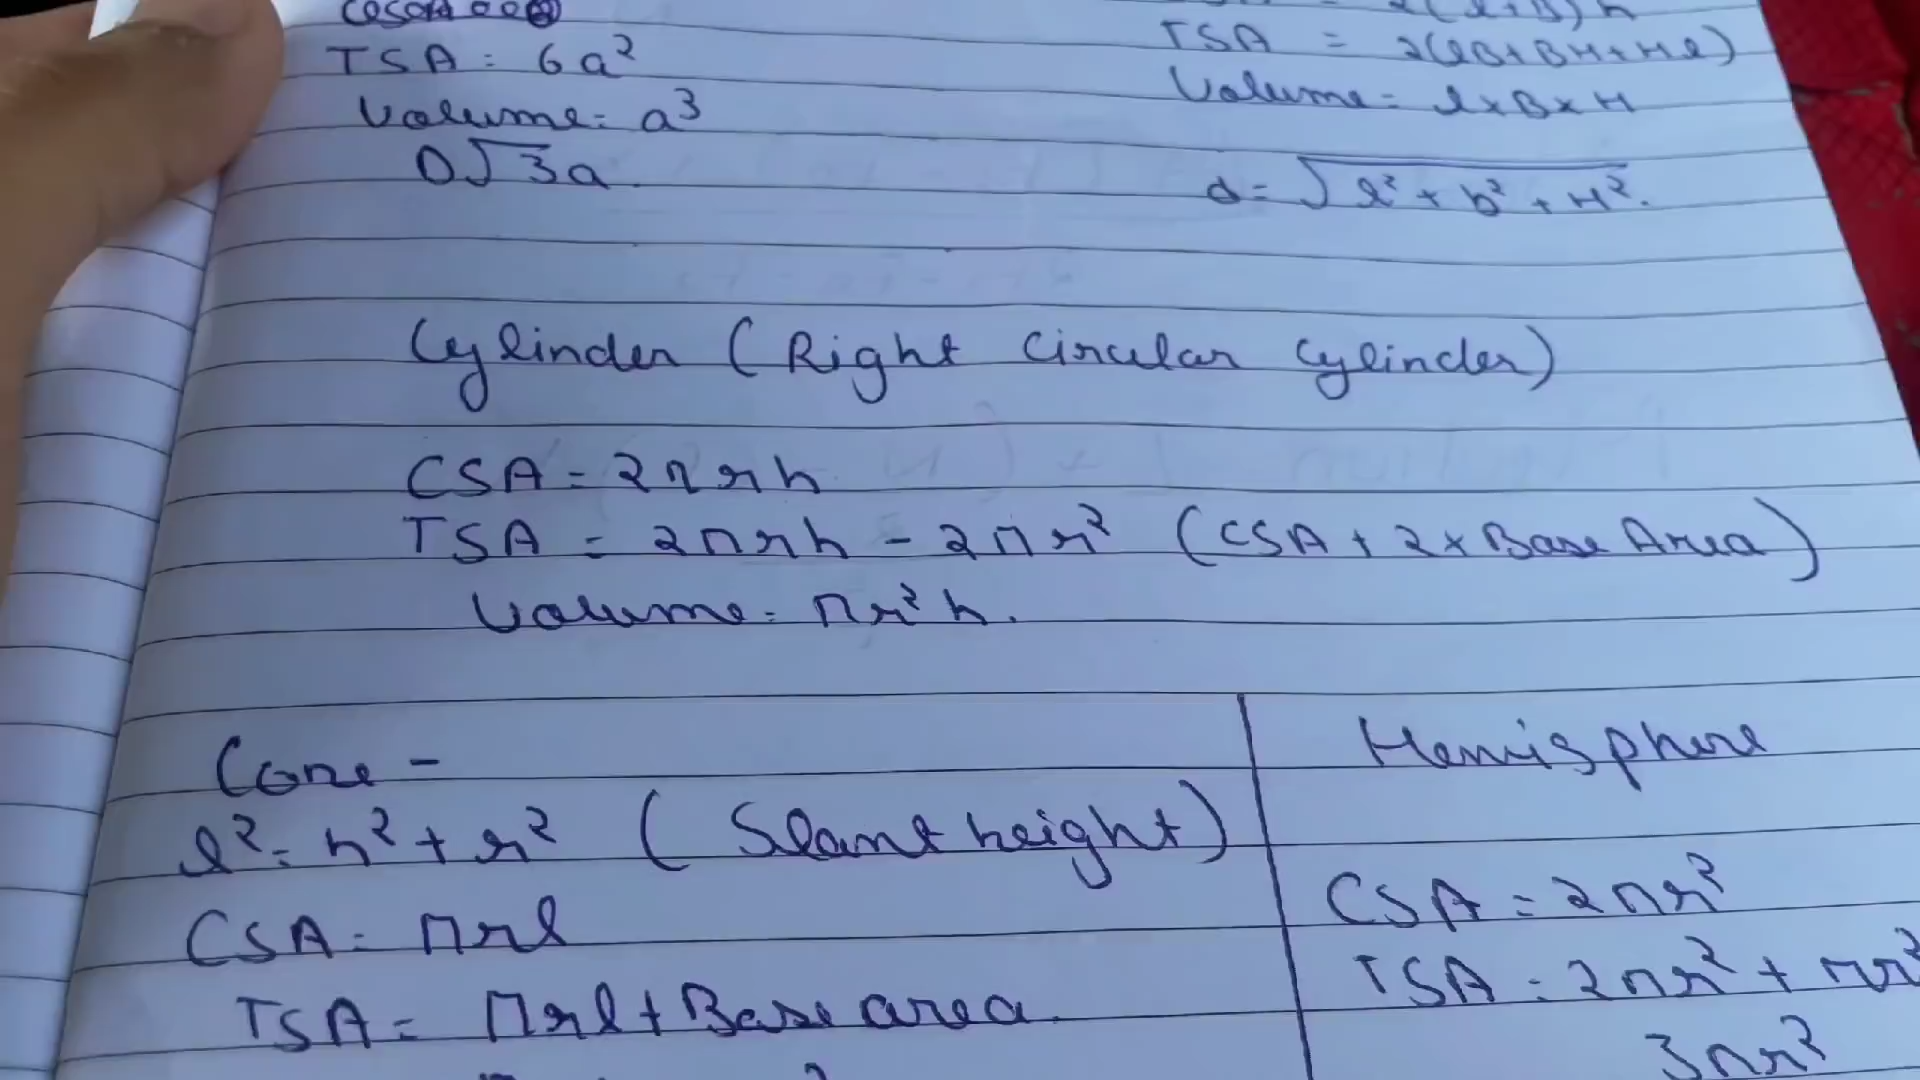 TSA = 6a²
Volume = a³
D√3a
TSA = 2(lB+BH+Hl)
Volume = l×B×H
d = √l²+b²+H².
Cylinder (Right Circular Cylinder)
CSA = 2πrh
TSA = 2πrh - 2πr² (CSA + 2×Base Area)
Volume = πr²h.
Cone -
l² = h² + r² (Slant height)
CSA = πrl
TSA = πrl + Base area.
Hemisphere
CSA = 2πr²
TSA = 2πr² + πr²
3πr²